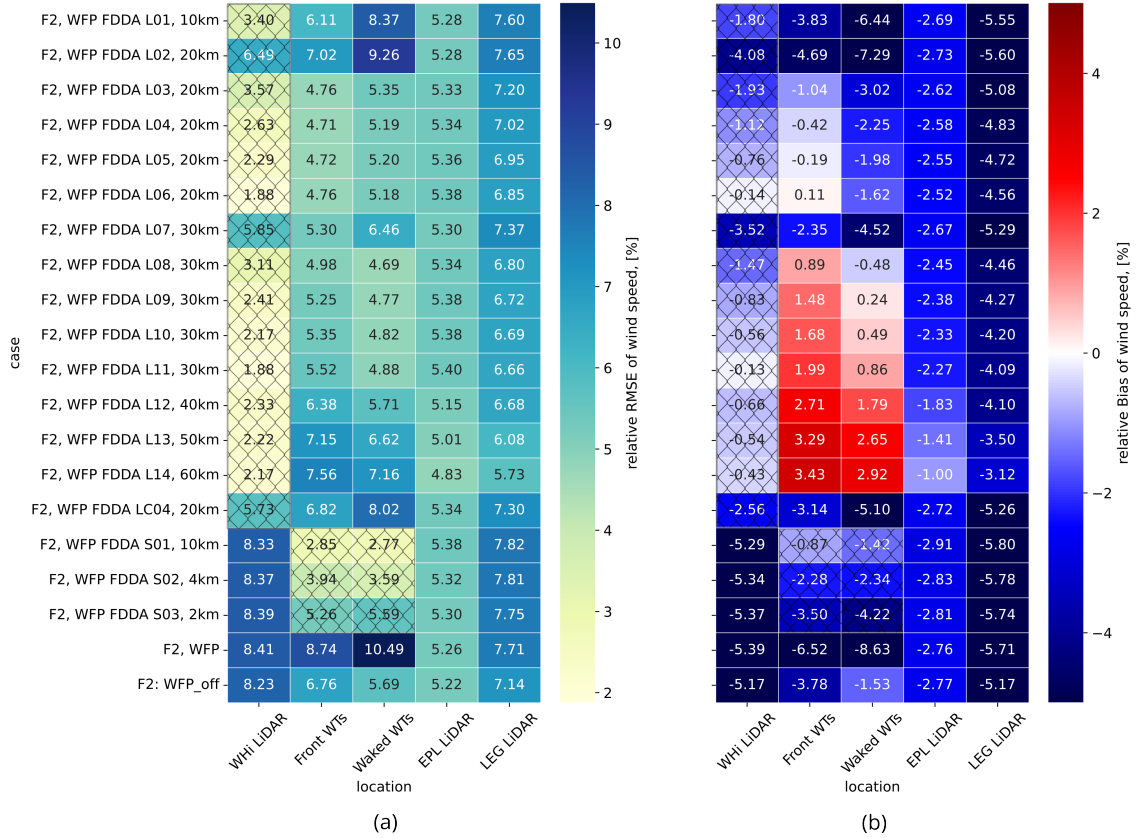 F2, WFP FDDA L01, 10km 3.40 6.11 8.37 5.28 7.60 -1.80 -3.83 -6.44 -2.69 -5.55
F2, WFP FDDA L02, 20km 6.49 7.02 9.26 5.28 7.65 -4.08 -4.69 -7.29 -2.73 -5.60
F2, WFP FDDA L03, 20km 3.57 4.76 5.35 5.33 7.20 -1.93 -1.04 -3.02 -2.62 -5.08
F2, WFP FDDA L04, 20km 2.63 4.71 5.19 5.34 7.02 -1.12 -0.42 -2.25 -2.58 -4.83
F2, WFP FDDA L05, 20km 2.29 4.72 5.20 5.36 6.95 -0.76 -0.19 -1.98 -2.55 -4.72
F2, WFP FDDA L06, 20km 1.88 4.76 5.18 5.38 6.85 -0.14 0.11 -1.62 -2.52 -4.56
F2, WFP FDDA L07, 30km 5.85 5.30 6.46 5.30 7.37 -3.52 -2.35 -4.52 -2.67 -5.29
F2, WFP FDDA L08, 30km 3.11 4.98 4.69 5.34 6.80 -1.47 0.89 -0.48 -2.45 -4.46
F2, WFP FDDA L09, 30km 2.41 5.25 4.77 5.38 6.72 -0.83 1.48 0.24 -2.38 -4.27
F2, WFP FDDA L10, 30km 2.17 5.35 4.82 5.38 6.69 -0.56 1.68 0.49 -2.33 -4.20
F2, WFP FDDA L11, 30km 1.88 5.52 4.88 5.40 6.66 -0.13 1.99 0.86 -2.27 -4.09
F2, WFP FDDA L12, 40km 2.33 6.38 5.71 5.15 6.68 -0.66 2.71 1.79 -1.83 -4.10
F2, WFP FDDA L13, 50km 2.22 7.15 6.62 5.01 6.08 -0.54 3.29 2.65 -1.41 -3.50
F2, WFP FDDA L14, 60km 2.17 7.56 7.16 4.83 5.73 -0.43 3.43 2.92 -1.00 -3.12
F2, WFP FDDA LC04, 20km 5.73 6.82 8.02 5.34 7.30 -2.56 -3.14 -5.10 -2.72 -5.26
F2, WFP FDDA S01, 10km 8.33 2.85 2.77 5.38 7.82 -5.29 -0.87 -1.42 -2.91 -5.80
F2, WFP FDDA S02, 4km 8.37 3.94 3.59 5.32 7.81 -5.34 -2.28 -2.34 -2.83 -5.78
F2, WFP FDDA S03, 2km 8.39 5.26 5.59 5.30 7.75 -5.37 -3.50 -4.22 -2.81 -5.74
F2, WFP 8.41 8.74 10.49 5.26 7.71 -5.39 -6.52 -8.63 -2.76 -5.71
F2: WFP_off 8.23 6.76 5.69 5.22 7.14 -5.17 -3.78 -1.53 -2.77 -5.17
case
WHi LiDAR
Front WTs
Waked WTs
EPL LiDAR
LEG LiDAR
location
10
9
8
7
6
5
4
3
2
relative RMSE of wind speed, [%]
(a)
WHi LiDAR
Front WTs
Waked WTs
EPL LiDAR
LEG LiDAR
location
4
2
0
−2
−4
relative Bias of wind speed, [%]
(b)